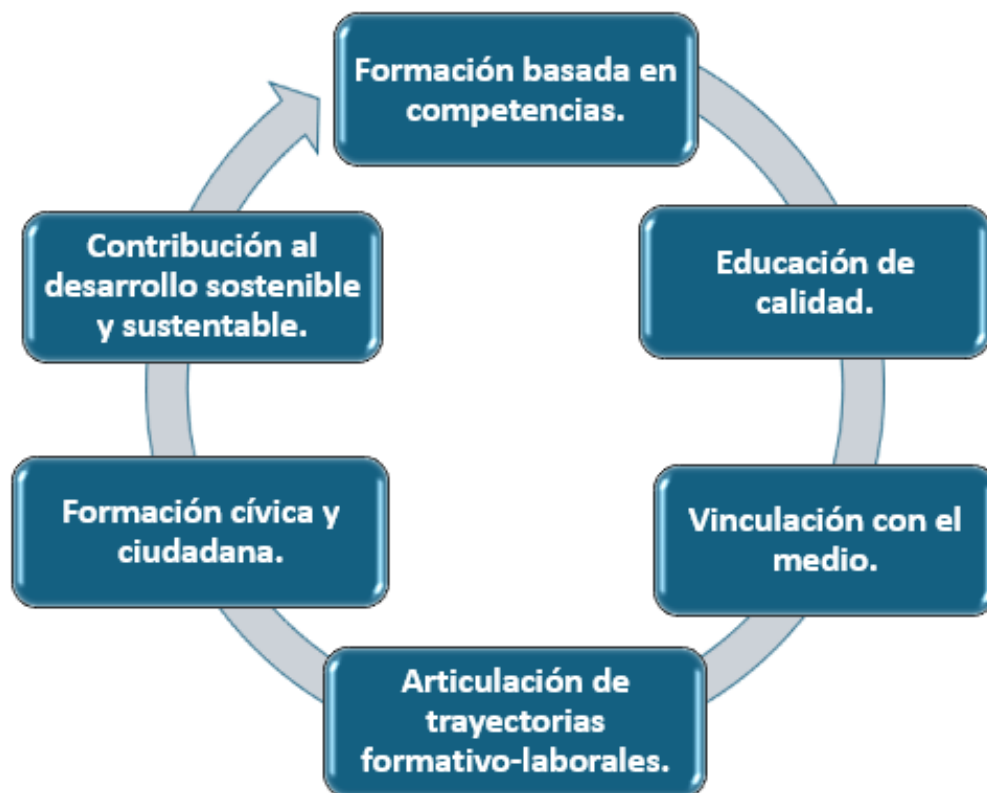 Formación basada en
competencias.
Educación de
calidad.
Vinculación con el
medio.
Articulación de
trayectorias
formativo-laborales.
Formación cívica y
ciudadana.
Contribución al
desarrollo sostenible
y sustentable.